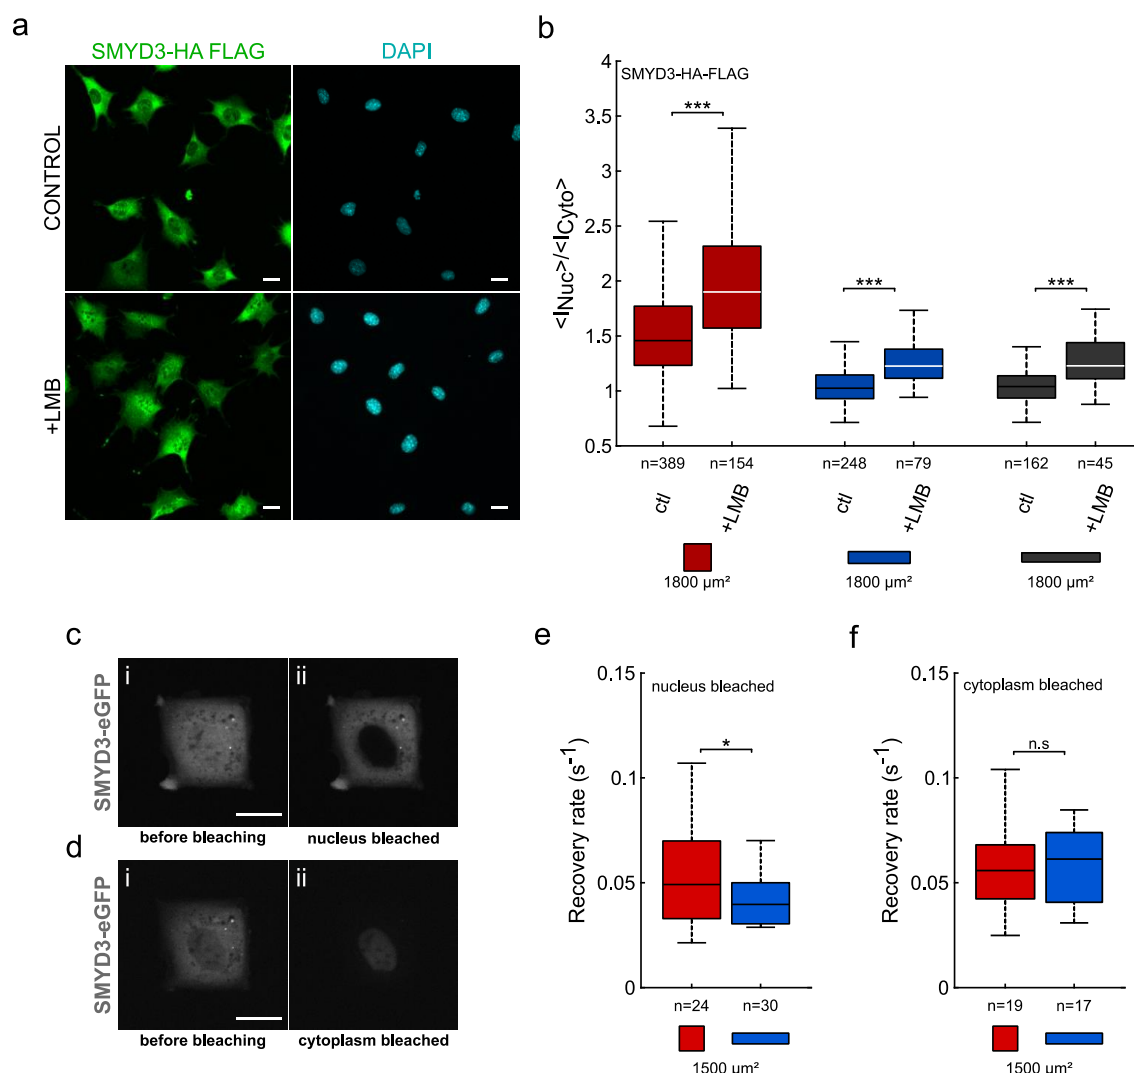 a
SMYD3-HA FLAG
DAPI
CONTROL
+LMB
b
SMYD3-HA-FLAG
<I_Nuc>/<I_Cyto>
4
3.5
3
2.5
2
1.5
1
0.5
***
***
***
n=389 n=154 n=248 n=79 n=162 n=45
ctl +LMB ctl +LMB ctl +LMB
1800 µm² 1800 µm² 1800 µm²
c
SMYD3-eGFP
i ii
before bleaching nucleus bleached
d
SMYD3-eGFP
i ii
before bleaching cytoplasm bleached
e
nucleus bleached
Recovery rate (s⁻¹)
0.15
0.1
0.05
0
*
n=24 n=30
1500 µm²
f
cytoplasm bleached
Recovery rate (s⁻¹)
0.15
0.1
0.05
0
n.s
n=19 n=17
1500 µm²